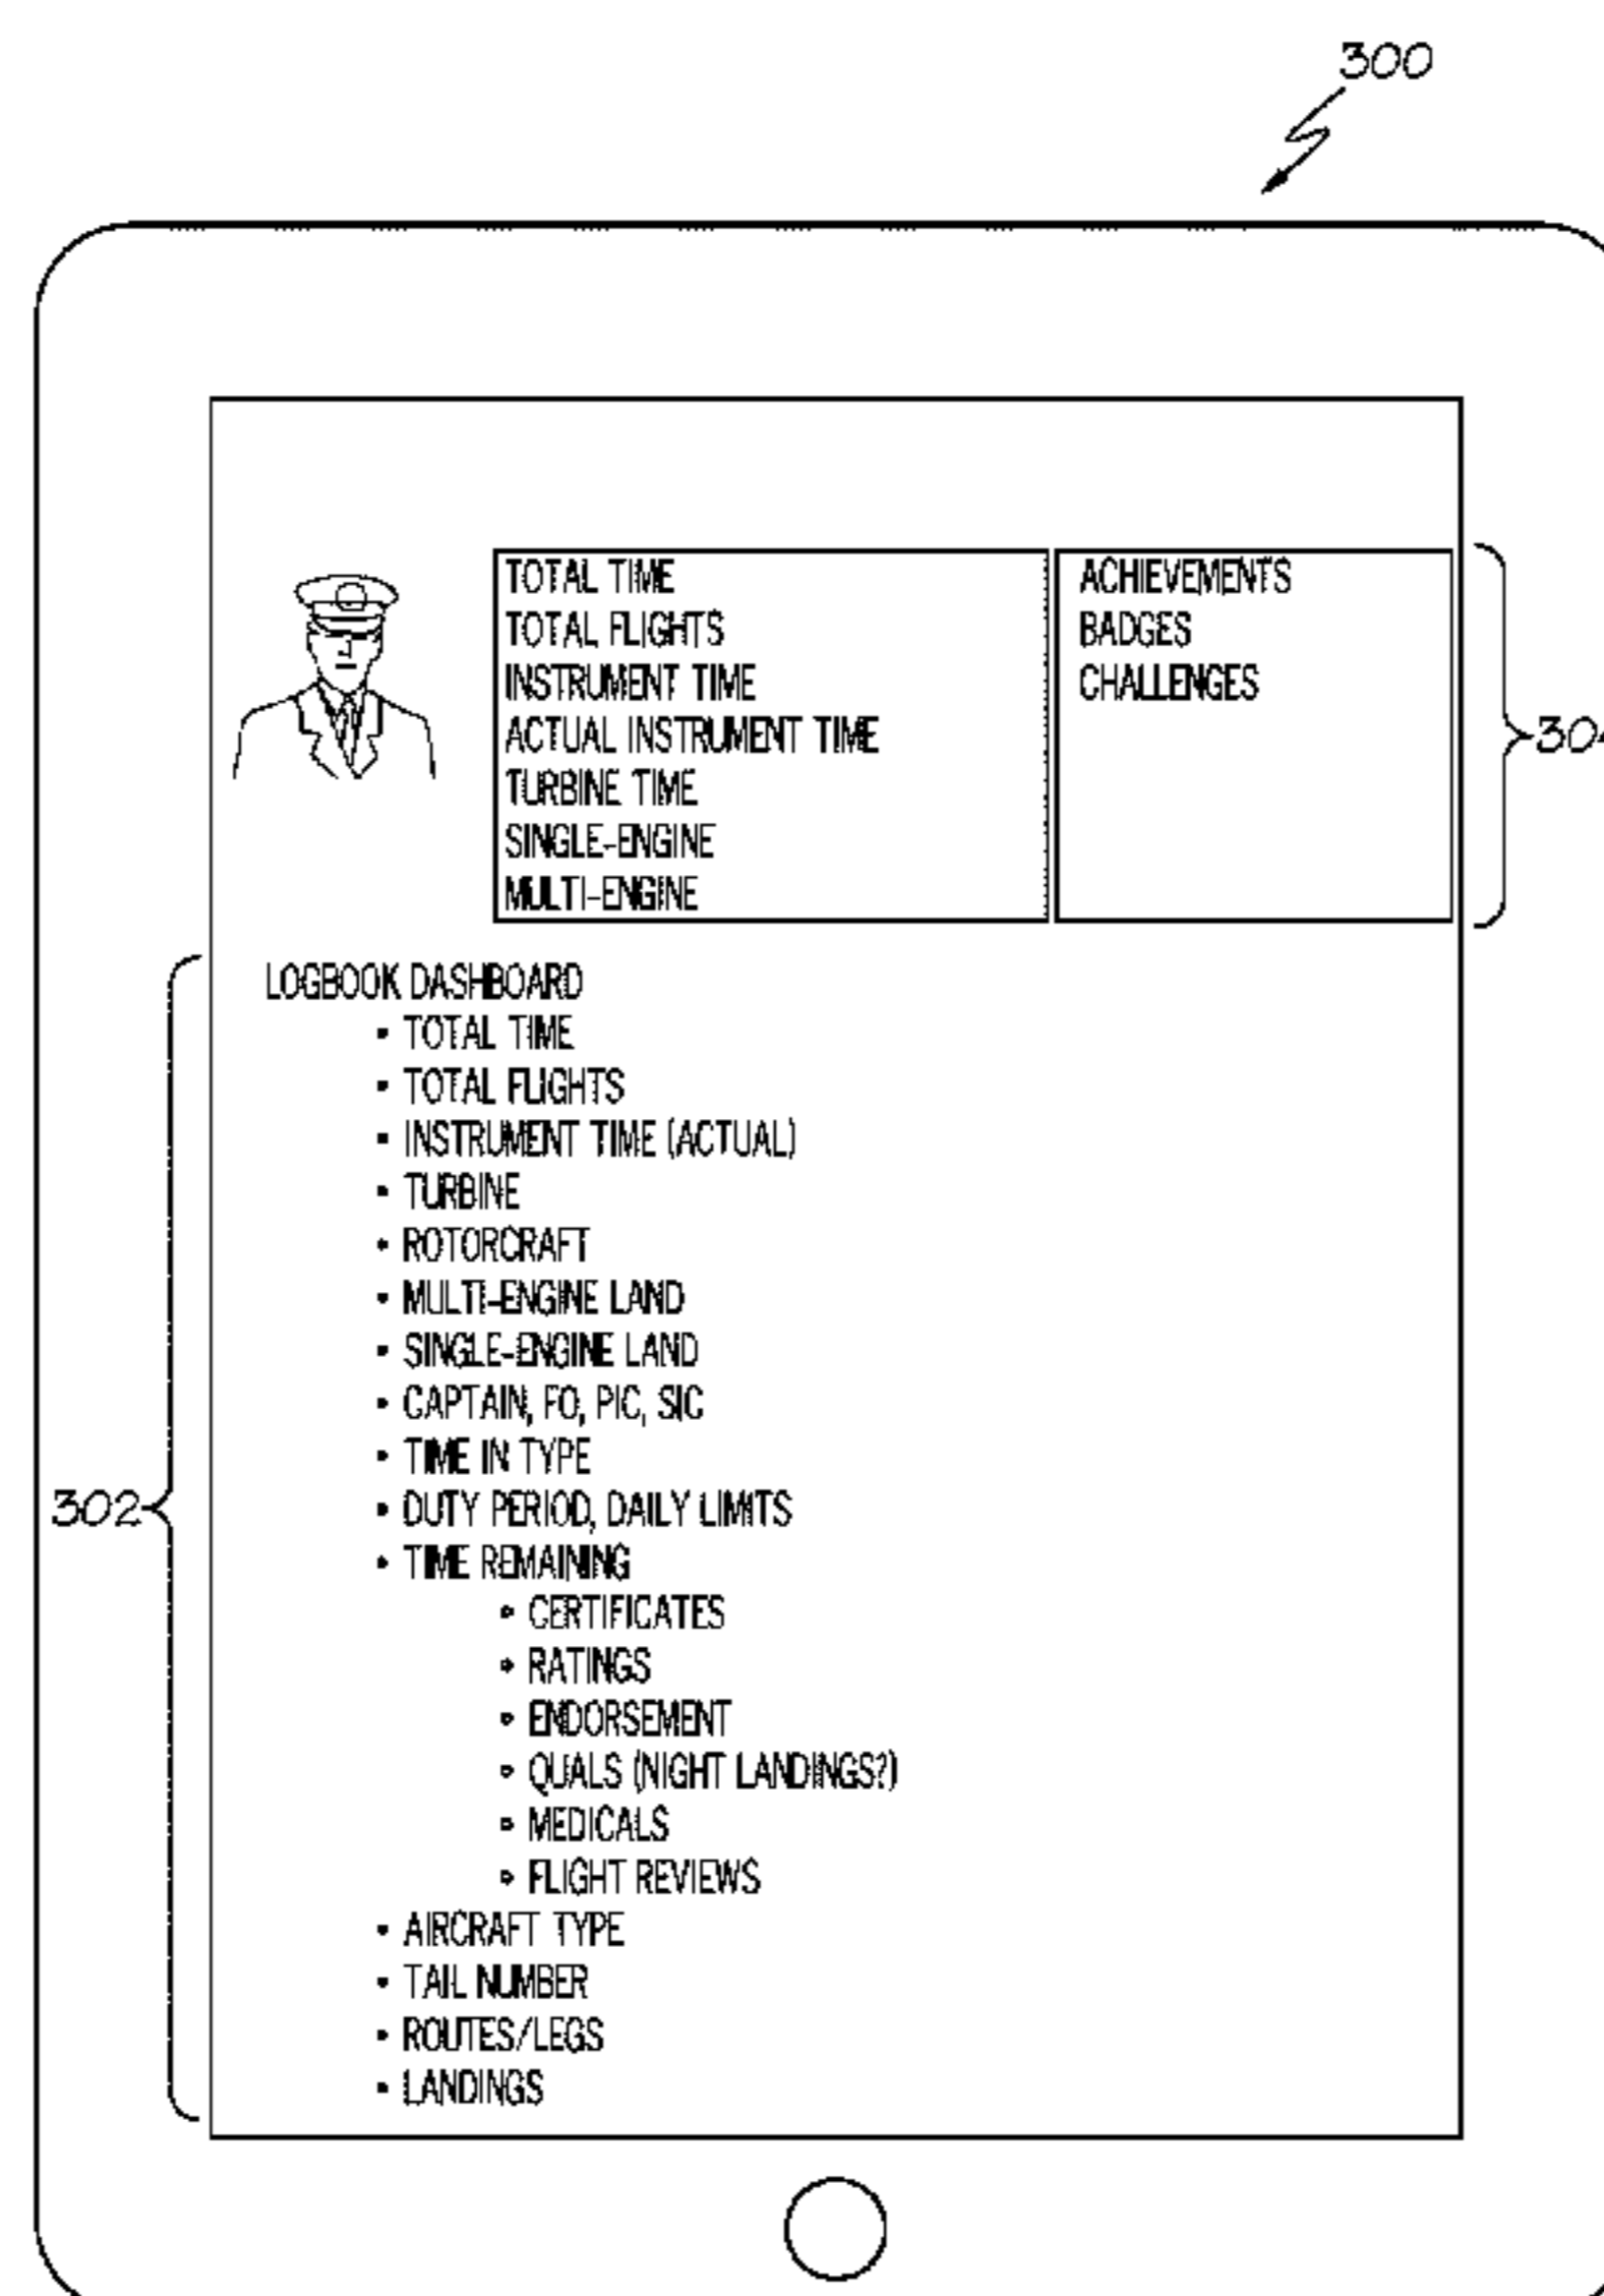 300
TOTAL TIME
TOTAL FLIGHTS
INSTRUMENT TIME
ACTUAL INSTRUMENT TIME
TURBINE TIME
SINGLE-ENGINE
MULTI-ENGINE
ACHIEVEMENTS
BADGES
CHALLENGES
LOGBOOK DASHBOARD
• TOTAL TIME
• TOTAL FLIGHTS
• INSTRUMENT TIME (ACTUAL)
• TURBINE
• ROTORCRAFT
• MULTI-ENGINE LAND
• SINGLE-ENGINE LAND
• CAPTAIN, FO, PIC, SIC
• TIME IN TYPE
• DUTY PERIOD, DAILY LIMITS
• TIME REMAINING
• CERTIFICATES
• RATINGS
• ENDORSEMENT
• QUALS (NIGHT LANDINGS?)
• MEDICALS
• FLIGHT REVIEWS
• AIRCRAFT TYPE
• TAIL NUMBER
• ROUTES/LEGS
• LANDINGS
302